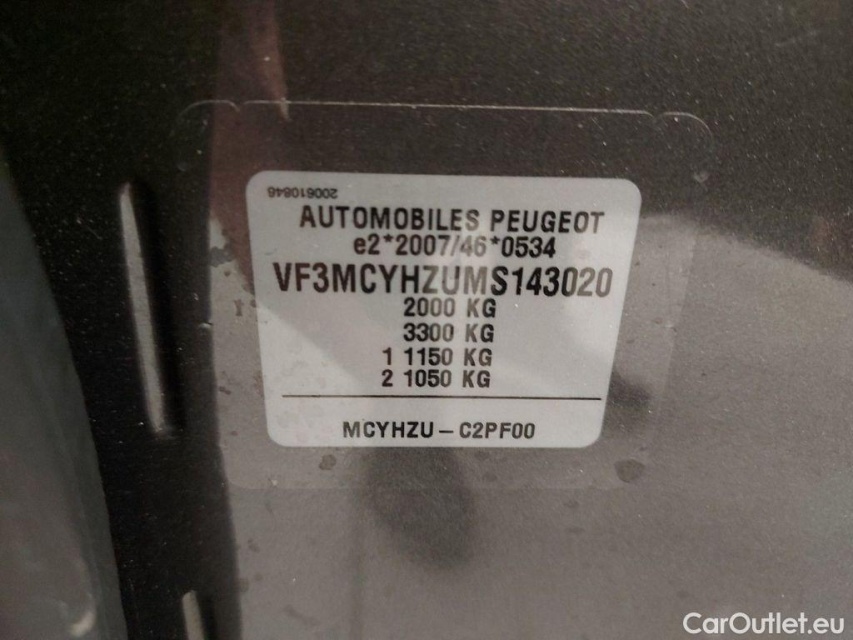 200610846
AUTOMOBILES PEUGEOT
e2*2007/46*0534
VF3MCYHZUMS143020
2000 KG
3300 KG
1 1150 KG
2 1050 KG
MCYHZU – C2PF00
CarOutlet.eu